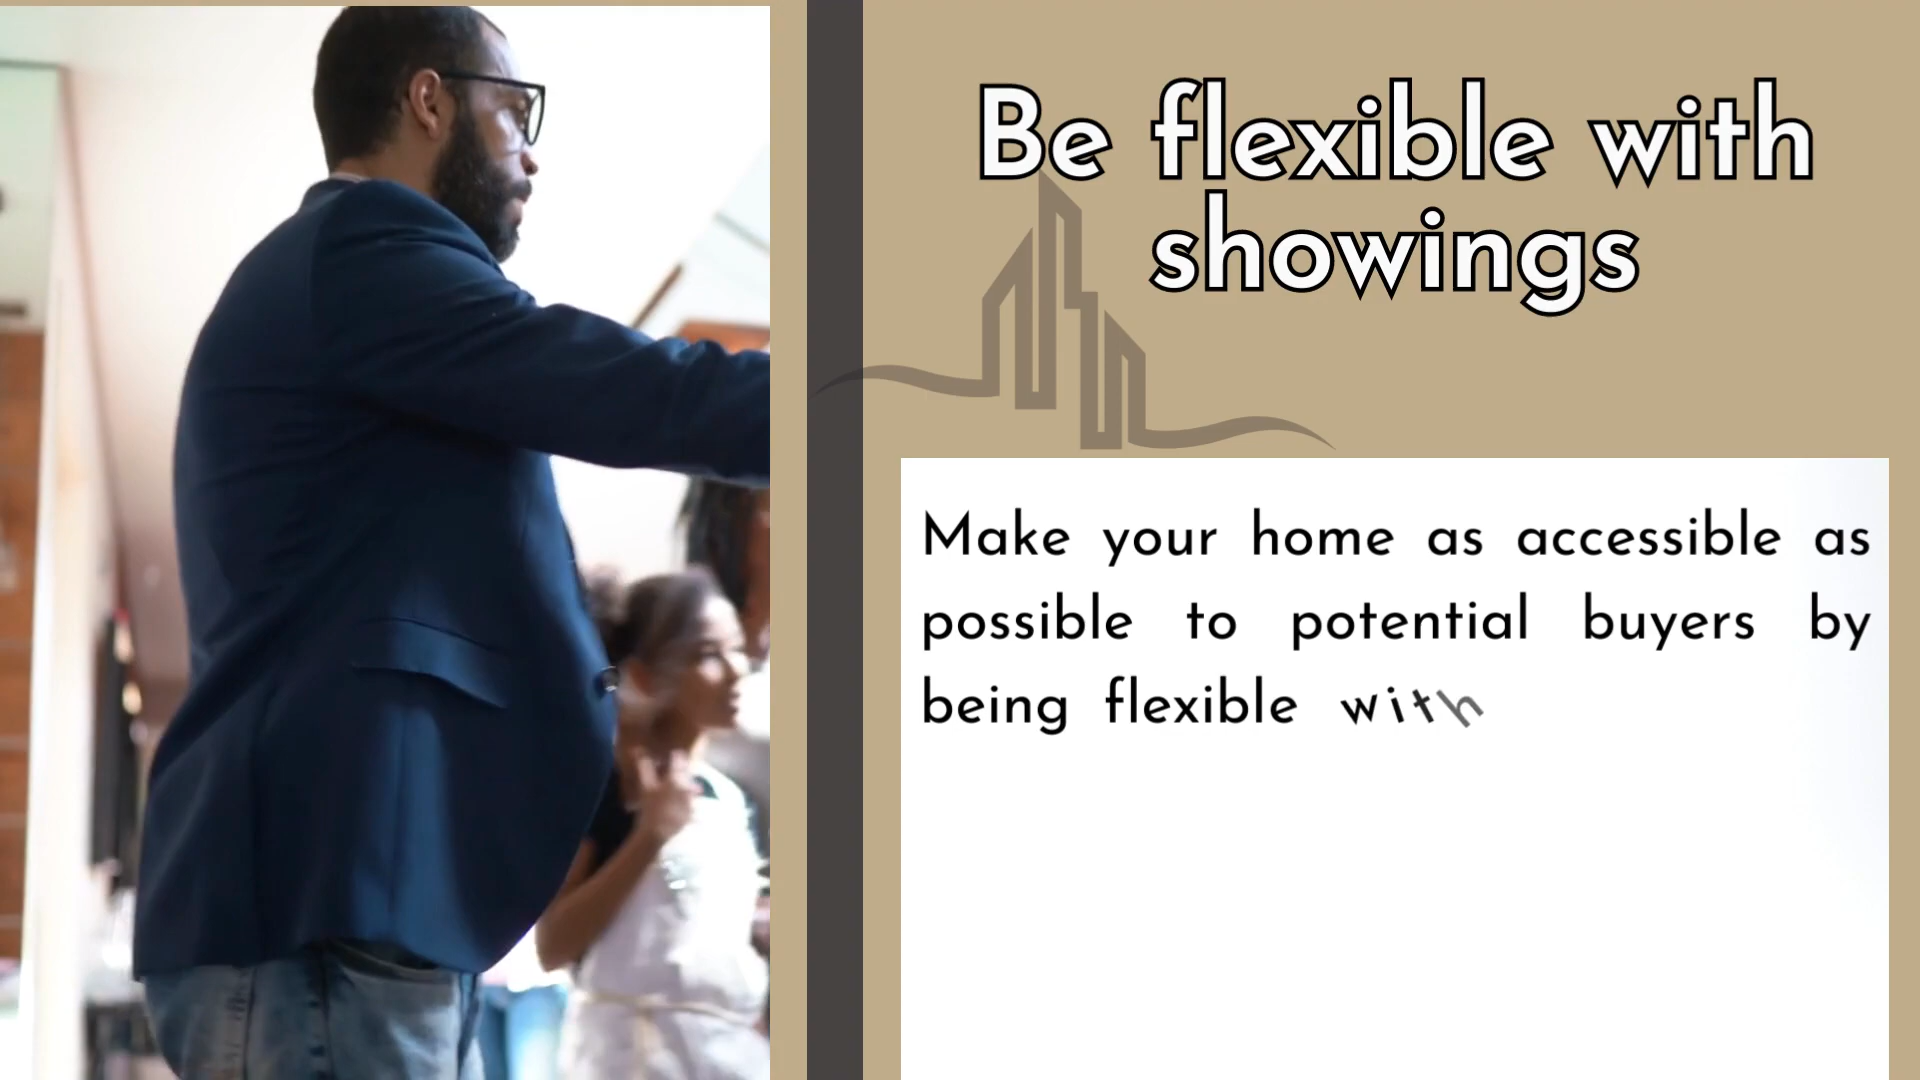 Be flexible with
showings
Make your home as accessible as
possible to potential buyers by
being flexible with